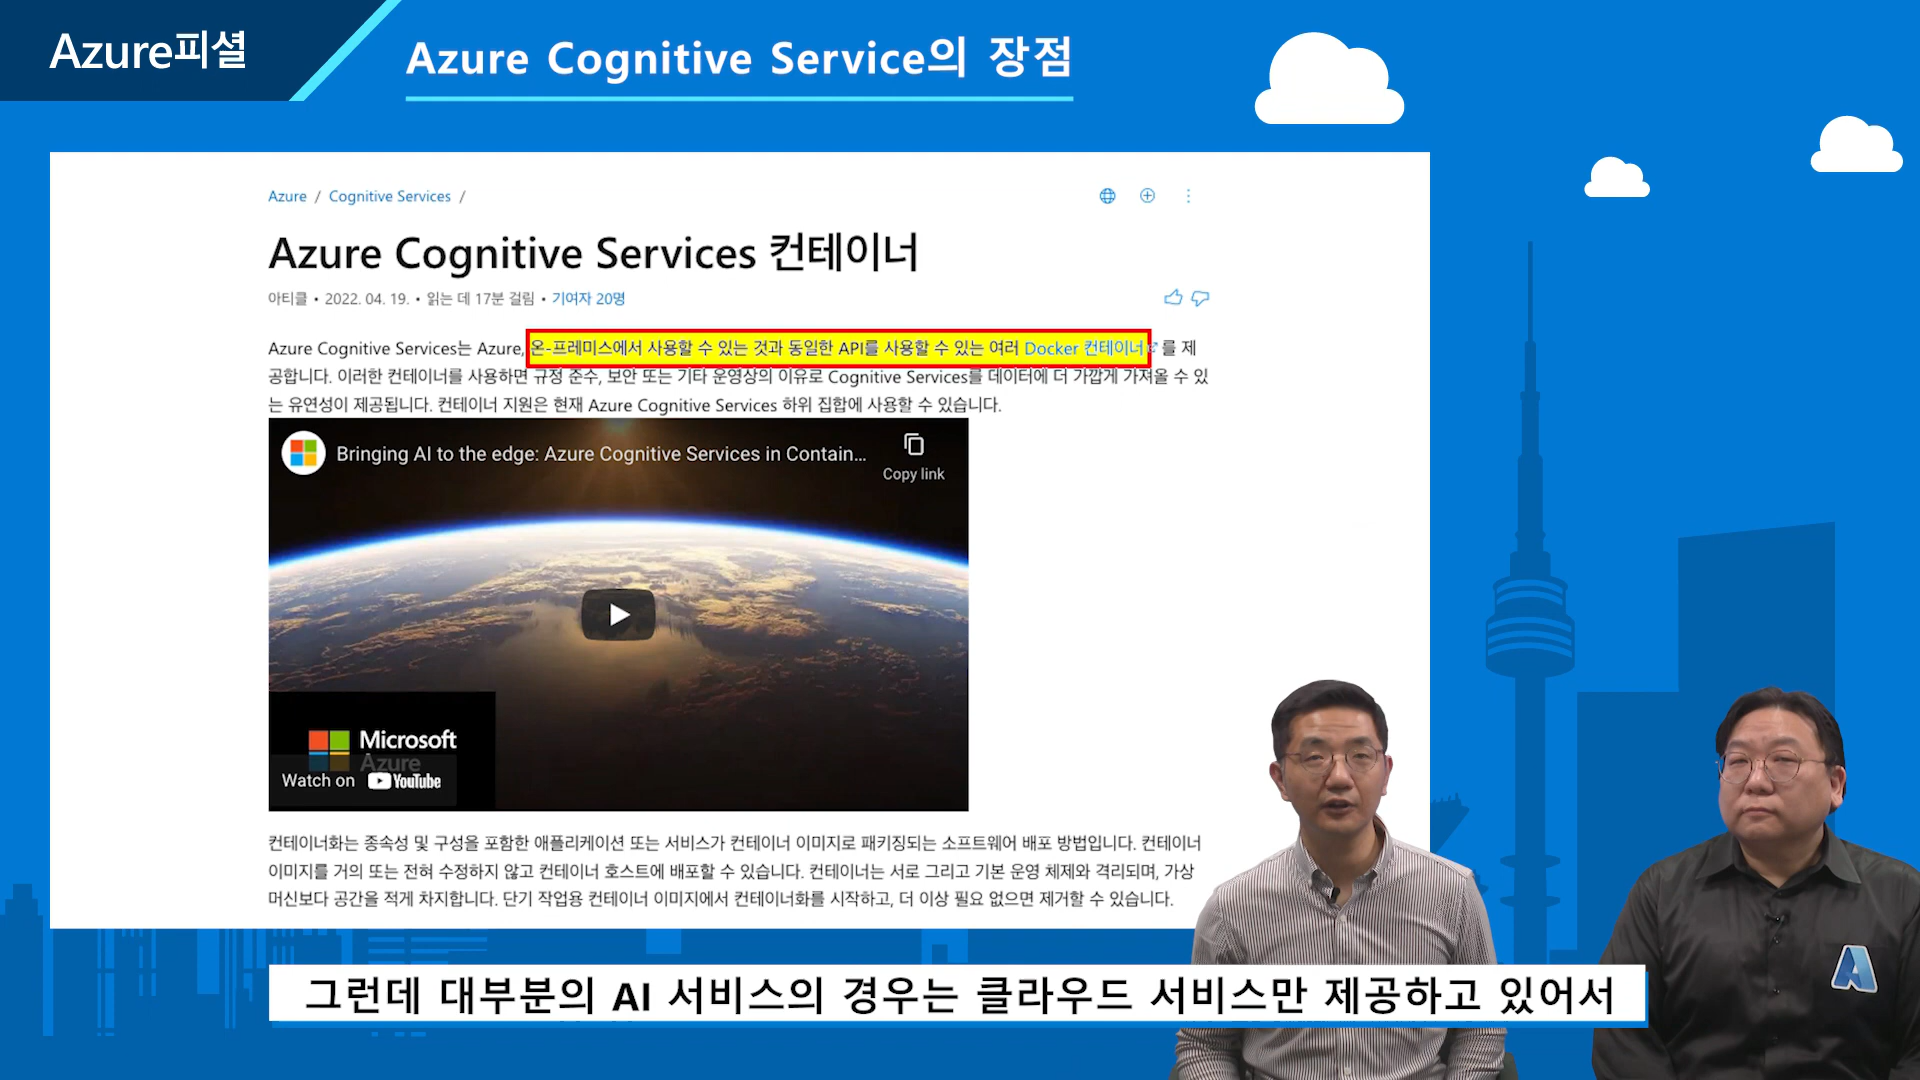 Azure피셜
Azure Cognitive Service의 장점
Azure / Cognitive Services /
Azure Cognitive Services 컨테이너
아티클 • 2022. 04. 19. • 읽는 데 17분 걸림 • 기여자 20명
Azure Cognitive Services는 Azure, 온-프레미스에서 사용할 수 있는 것과 동일한 API를 사용할 수 있는 여러 Docker 컨테이너를 제
공합니다. 이러한 컨테이너를 사용하면 규정 준수, 보안 또는 기타 운영상의 이유로 Cognitive Services를 데이터에 더 가깝게 가져올 수 있
는 유연성이 제공됩니다. 컨테이너 지원은 현재 Azure Cognitive Services 하위 집합에 사용할 수 있습니다.
Bringing AI to the edge: Azure Cognitive Services in Contain...
Copy link
Microsoft
Azure
Watch on YouTube
컨테이너화는 종속성 및 구성을 포함한 애플리케이션 또는 서비스가 컨테이너 이미지로 패키징되는 소프트웨어 배포 방법입니다. 컨테이너
이미지를 거의 또는 전혀 수정하지 않고 컨테이너 호스트에 배포할 수 있습니다. 컨테이너는 서로 그리고 기본 운영 체제와 격리되며, 가상
머신보다 공간을 적게 차지합니다. 단기 작업용 컨테이너 이미지에서 컨테이너화를 시작하고, 더 이상 필요 없으면 제거할 수 있습니다.
그런데 대부분의 AI 서비스의 경우는 클라우드 서비스만 제공하고 있어서